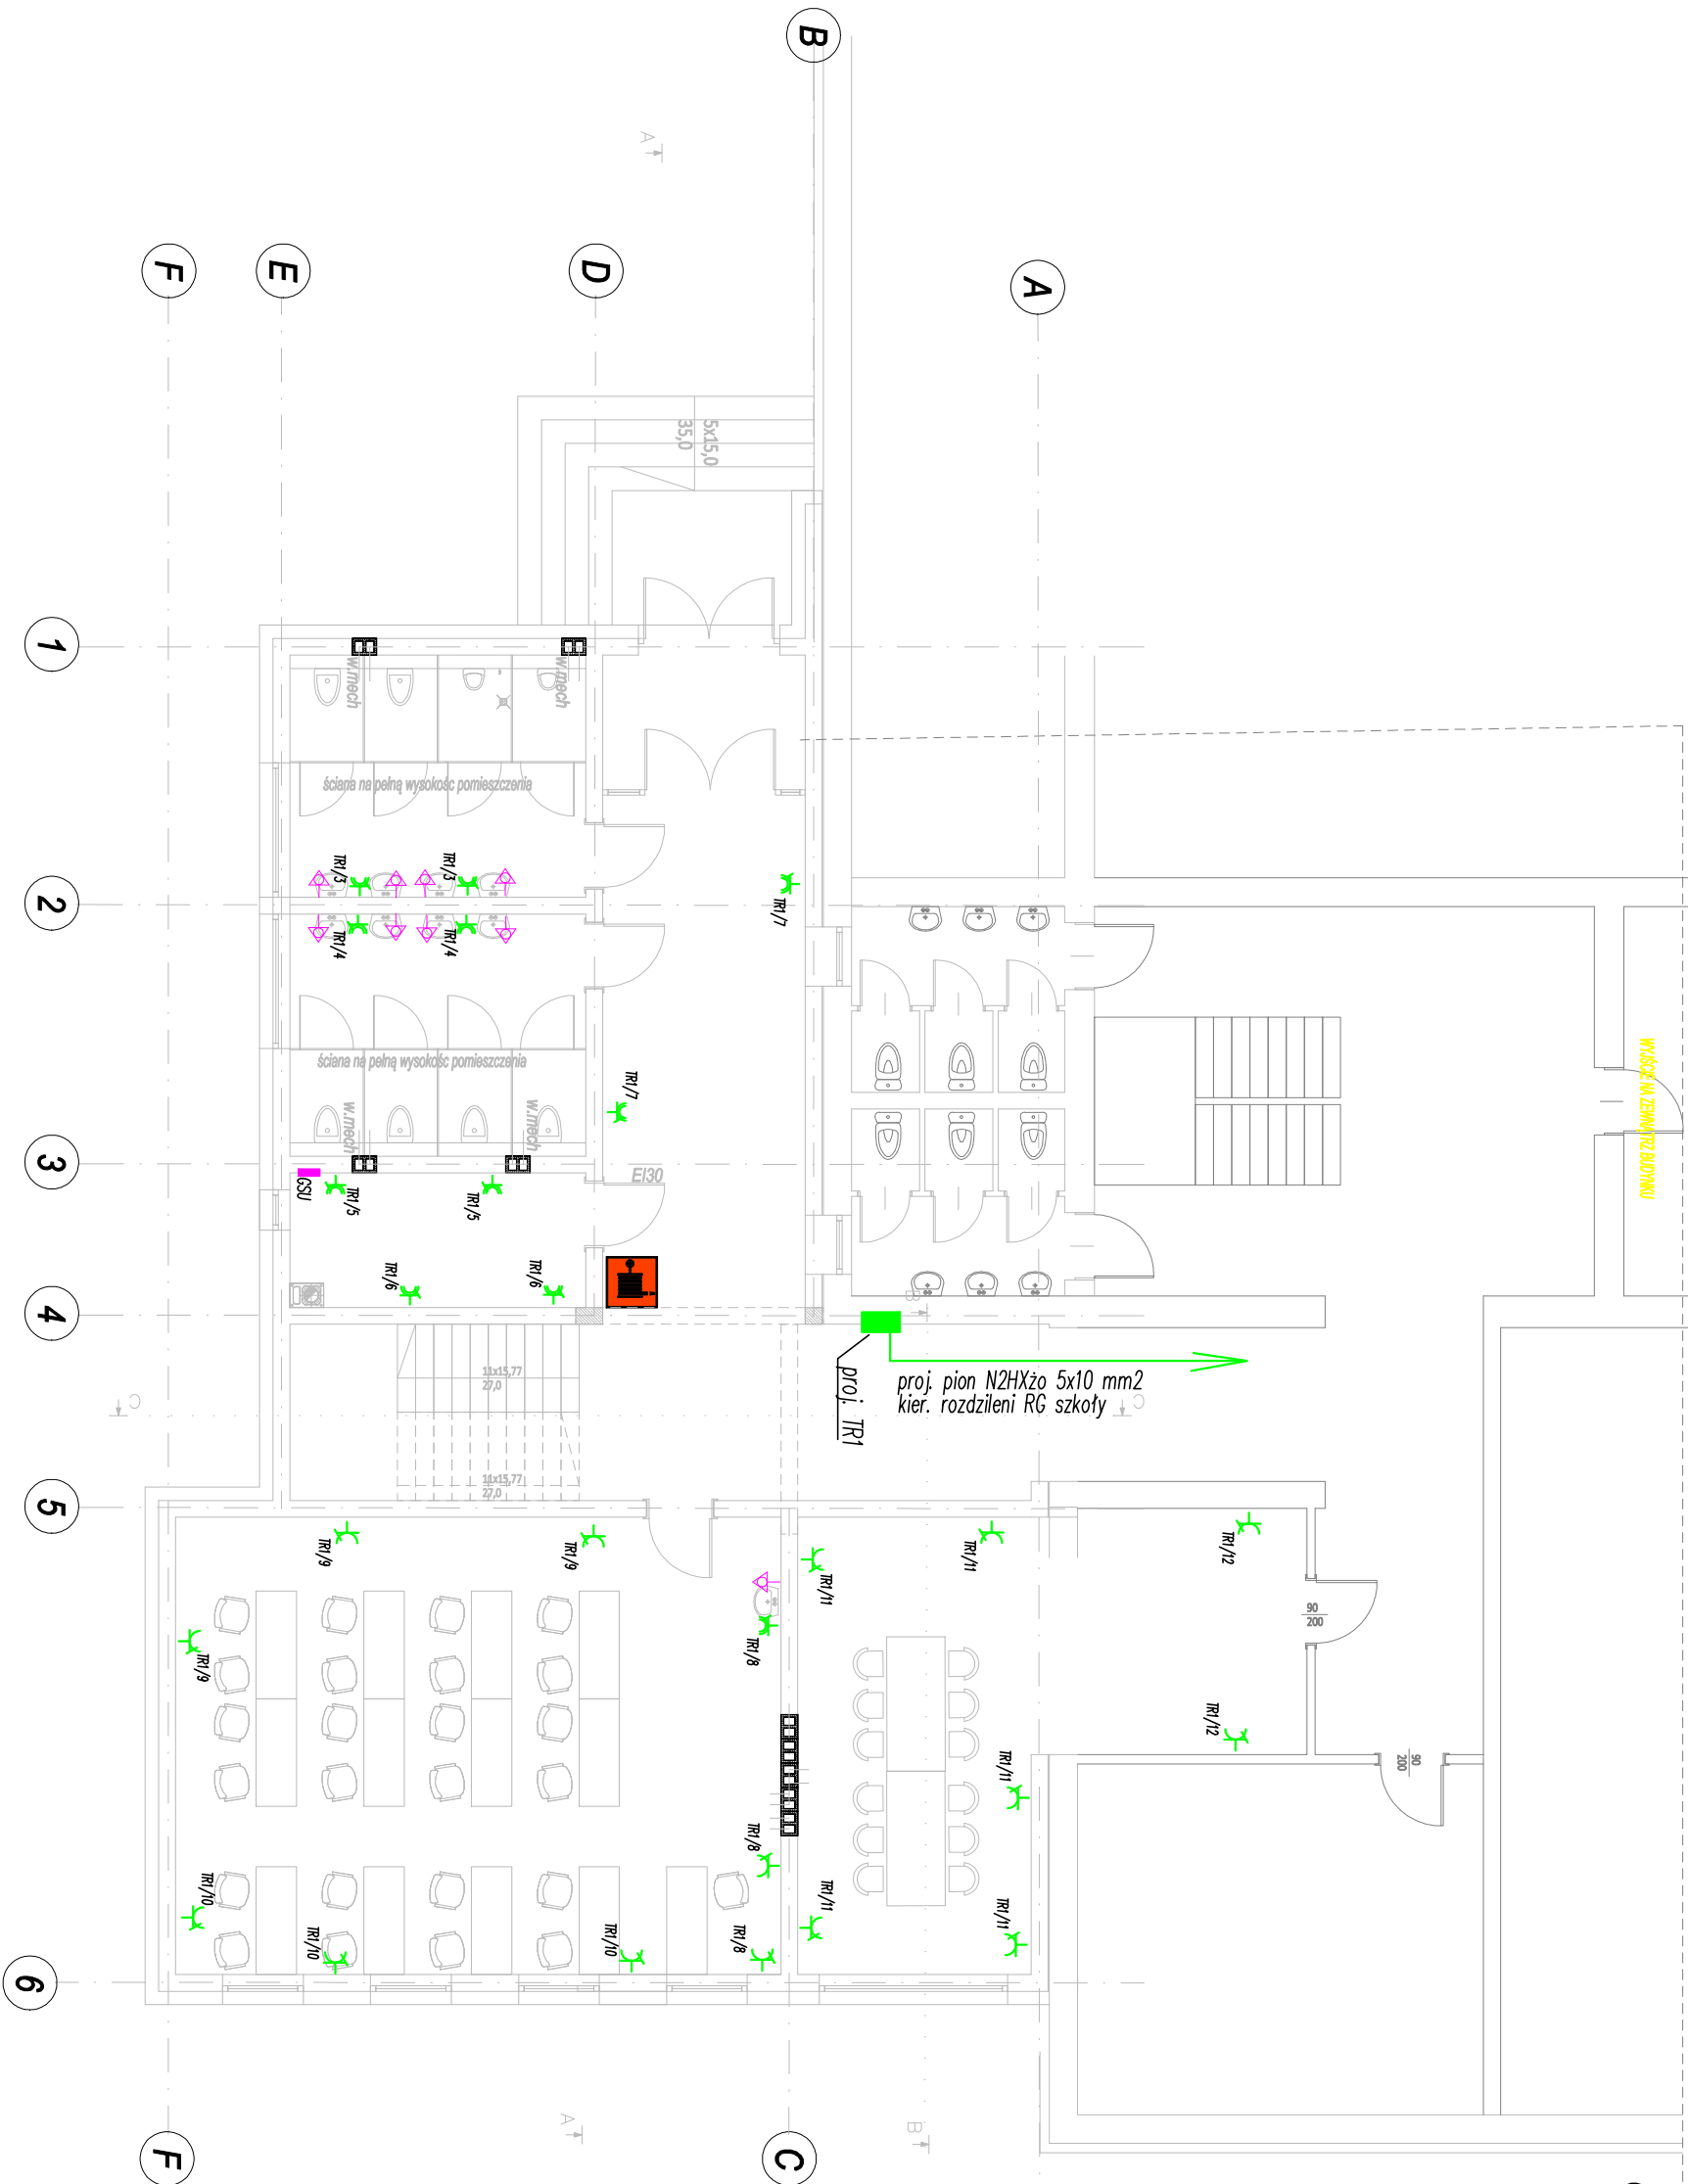 B
A
F
E
D
A
5x15,0
35,0
1
w.mech
w.mech
ściana na pełną wysokość pomieszczenia
TR1/3
TR1/3
2
TR1/7
TR1/4
TR1/4
WYJŚCIE NA ZEWNĄTRZ BUDYNKU
ściana na pełną wysokość pomieszczenia
TR1/7
w.mech
w.mech
3
EI30
GSU
TR1/5
TR1/5
TR1/6
TR1/6
B
4
proj. TR1
proj. pion N2HXżo 5x10 mm2
kier. rozdzileni RG szkoły
11x15,77
27,0
C
C
11x15,77
27,0
5
TR1/9
TR1/9
TR1/11
TR1/12
TR1/11
90
200
TR1/9
TR1/8
TR1/12
90
200
TR1/11
TR1/8
TR1/10
TR1/11
TR1/11
TR1/10
TR1/10
TR1/8
6
A
B
F
C